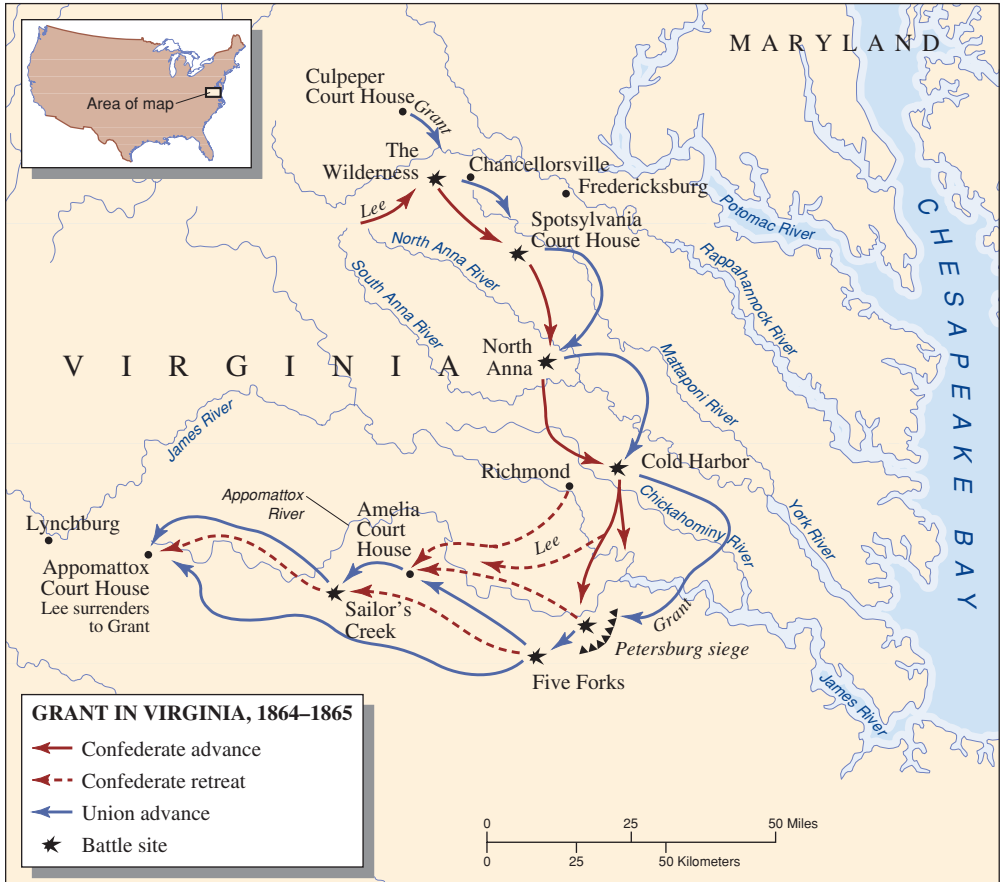 Area of map
MARYLAND
Culpeper
Court House
Grant
The
Wilderness
Chancellorsville
Fredericksburg
Lee
Spotsylvania
Court House
Potomac River
North Anna River
South Anna River
Rappahannock River
CHESAPEAKE BAY
VIRGINIA
North
Anna
Mattaponi River
James River
Richmond
Cold Harbor
Chickahominy River
York River
Appomattox
River
Amelia
Court
House
Lee
Lynchburg
Appomattox
Court House
Lee surrenders
to Grant
Sailor's
Creek
Grant
Petersburg siege
Five Forks
James River
GRANT IN VIRGINIA, 1864–1865
Confederate advance
Confederate retreat
Union advance
Battle site
0 25 50 Miles
0 25 50 Kilometers